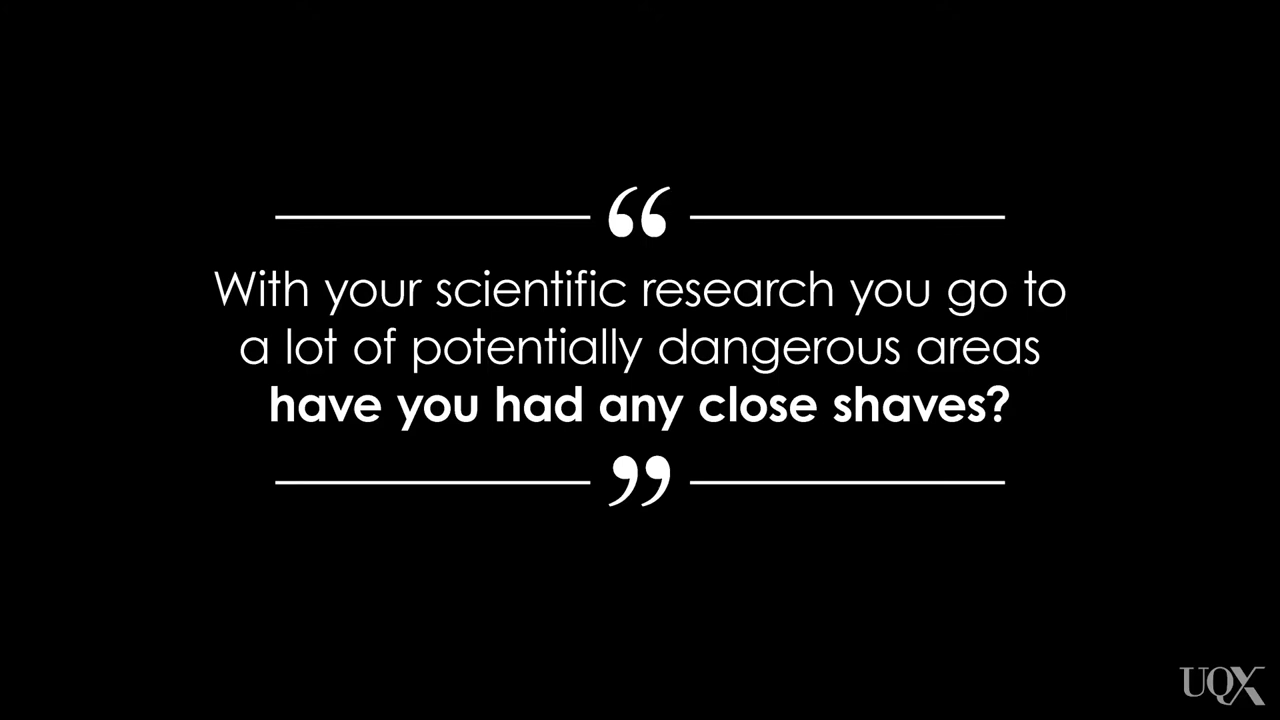 “
With your scientific research you go to
a lot of potentially dangerous areas
have you had any close shaves?
”
UQX